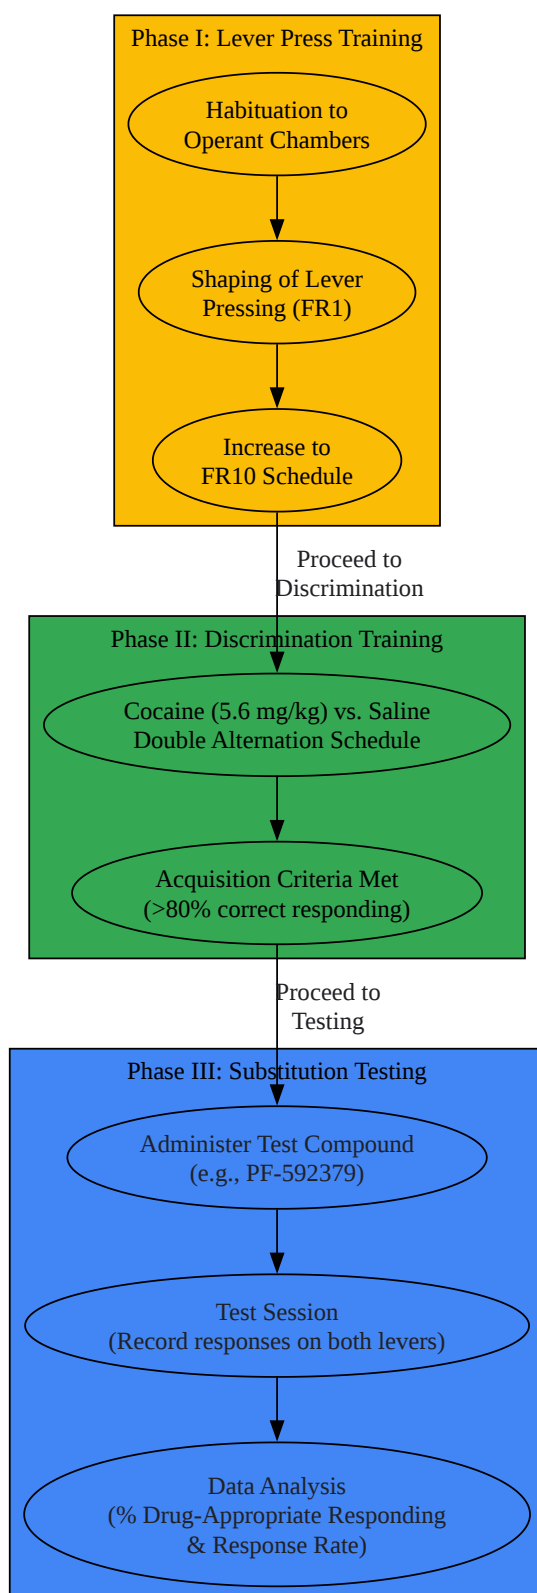 Phase I: Lever Press Training
Habituation to
Operant Chambers
Shaping of Lever
Pressing (FR1)
Increase to
FR10 Schedule
Proceed to
Discrimination
Phase II: Discrimination Training
Cocaine (5.6 mg/kg) vs. Saline
Double Alternation Schedule
Acquisition Criteria Met
(>80% correct responding)
Proceed to
Testing
Phase III: Substitution Testing
Administer Test Compound
(e.g., PF-592379)
Test Session
(Record responses on both levers)
Data Analysis
(% Drug-Appropriate Responding
& Response Rate)